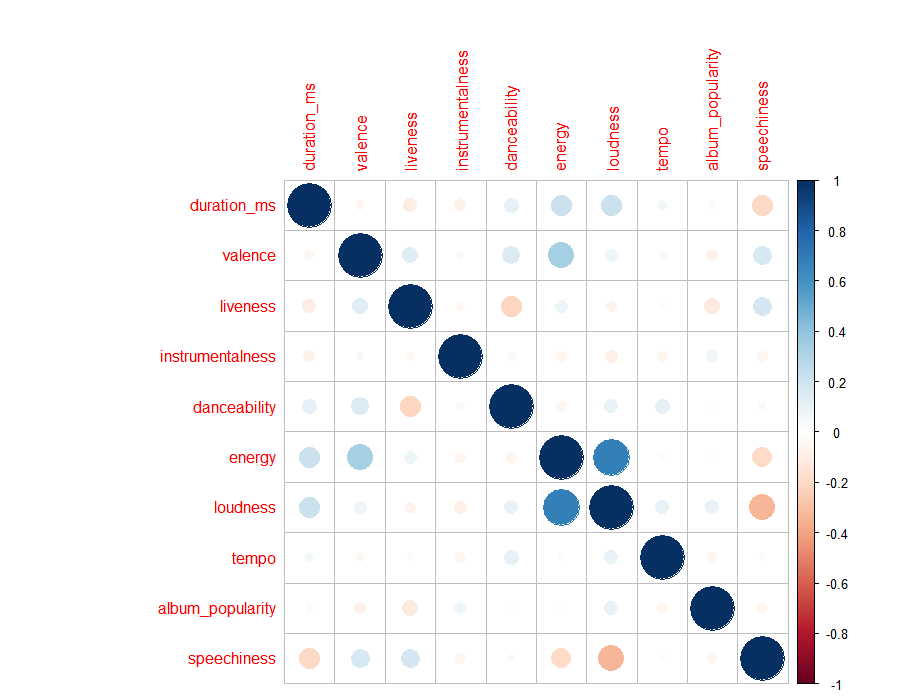 duration_ms
valence
liveness
instrumentalness
danceability
energy
loudness
tempo
album_popularity
speechiness
duration_ms
valence
liveness
instrumentalness
danceability
energy
loudness
tempo
album_popularity
speechiness
1
0.8
0.6
0.4
0.2
0
-0.2
-0.4
-0.6
-0.8
-1